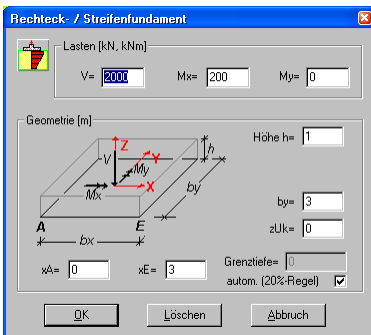 Rechteck- / Streifenfundament
Lasten [kN, kNm]
V= 2000 Mx= 200 My= 0
Geometrie [m]
Höhe h= 1
Z
V
Y
h
My
Mx
X
by
A
E
bx
by= 3
zUk= 0
Grenztiefe= 0
xA= 0 xE= 3
autom. (20%-Regel)
OK Löschen Abbruch